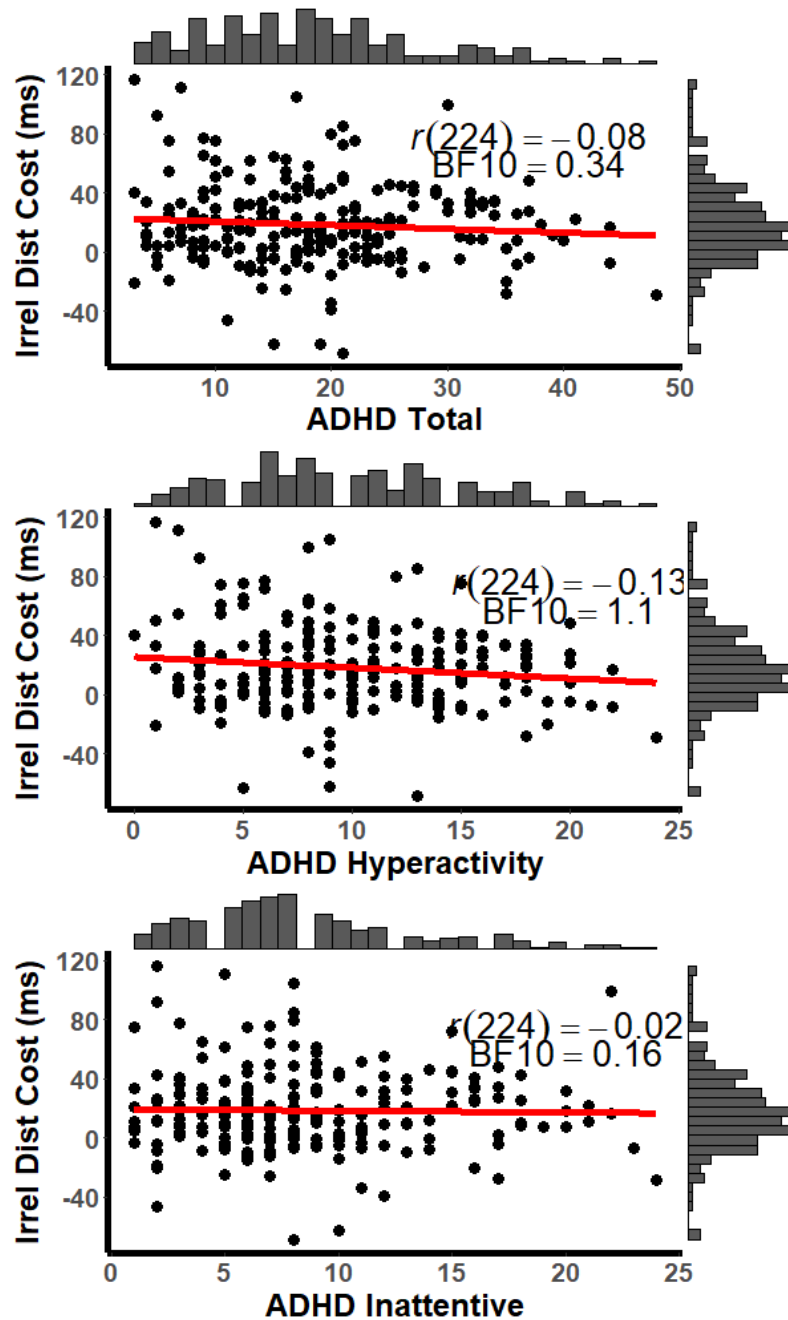 120
80
40
0
-40
Irrel Dist Cost (ms)
r(224) = −0.08
BF10 = 0.34
10 20 30 40 50
ADHD Total
120
80
40
0
-40
Irrel Dist Cost (ms)
r(224) = −0.13
BF10 = 1.1
0 5 10 15 20 25
ADHD Hyperactivity
120
80
40
0
-40
Irrel Dist Cost (ms)
r(224) = −0.02
BF10 = 0.16
0 5 10 15 20 25
ADHD Inattentive